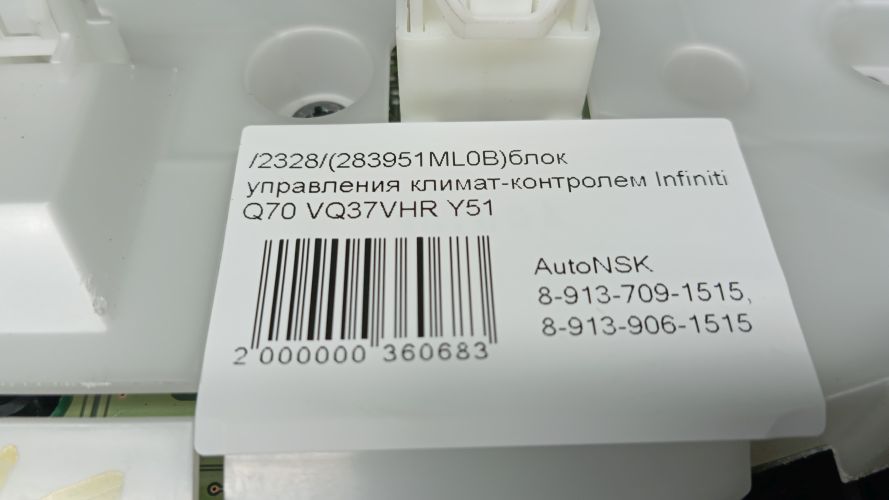 /2328/(283951ML0B)блок
управления климат-контролем Infiniti
Q70 VQ37VHR Y51
AutoNSK
8-913-709-1515,
8-913-906-1515
2 000000 360683